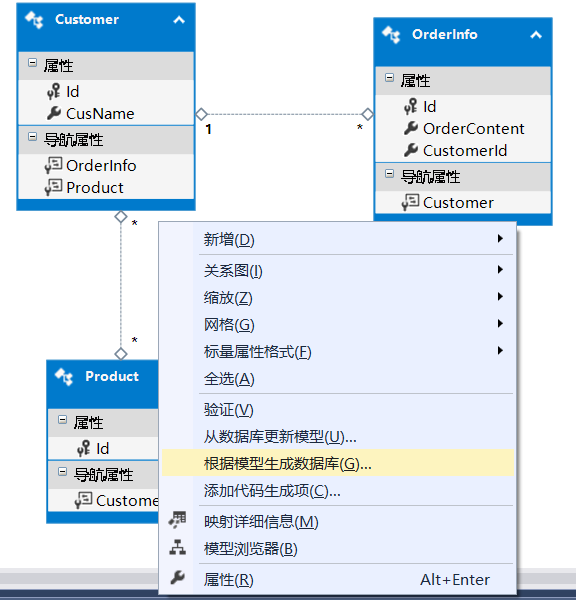 Customer
属性
Id
CusName
导航属性
OrderInfo
Product
1
*
OrderInfo
属性
Id
OrderContent
CustomerId
导航属性
Customer
*
*
Product
属性
Id
导航属性
Custome
新增(D)
关系图(I)
缩放(Z)
网格(G)
标量属性格式(F)
全选(A)
验证(V)
从数据库更新模型(U)...
根据模型生成数据库(G)...
添加代码生成项(C)...
映射详细信息(M)
模型浏览器(B)
属性(R) Alt+Enter